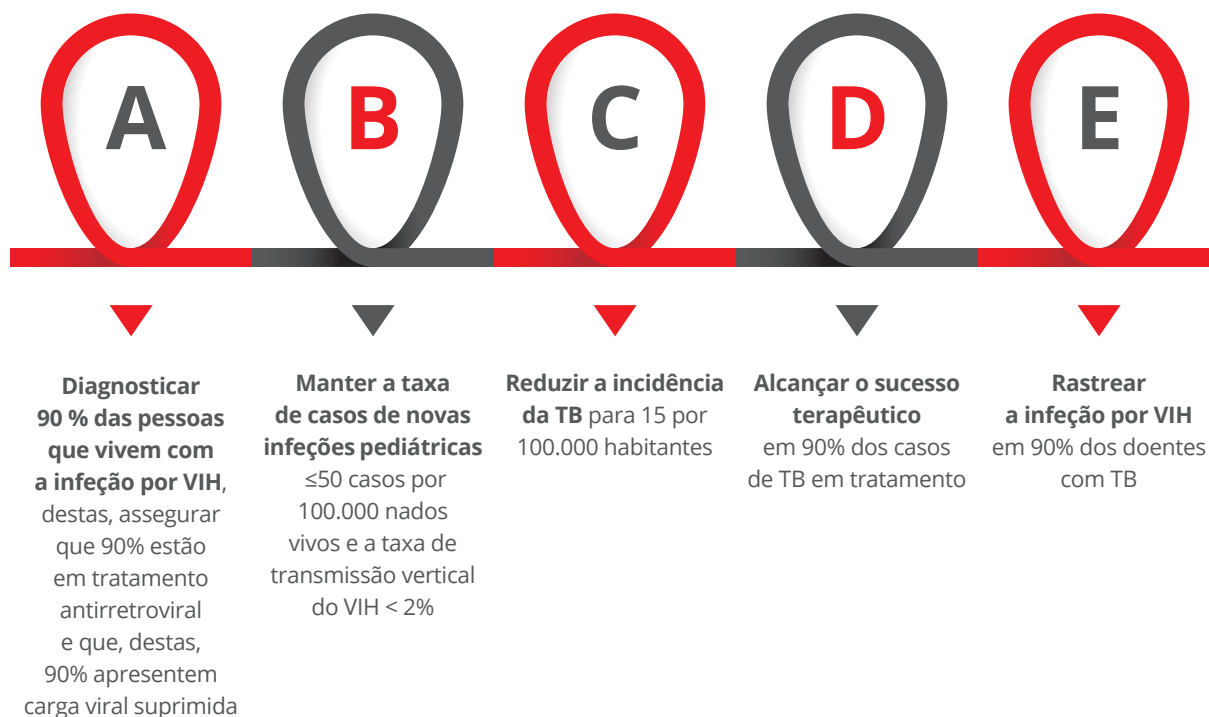 A
B
C
D
E
Diagnosticar
90 % das pessoas
que vivem com
a infeção por VIH,
destas, assegurar
que 90% estão
em tratamento
antirretroviral
e que, destas,
90% apresentem
carga viral suprimida
Manter a taxa
de casos de novas
infeções pediátricas
≤50 casos por
100.000 nados
vivos e a taxa de
transmissão vertical
do VIH < 2%
Reduzir a incidência
da TB para 15 por
100.000 habitantes
Alcançar o sucesso
terapêutico
em 90% dos casos
de TB em tratamento
Rastrear
a infeção por VIH
em 90% dos doentes
com TB